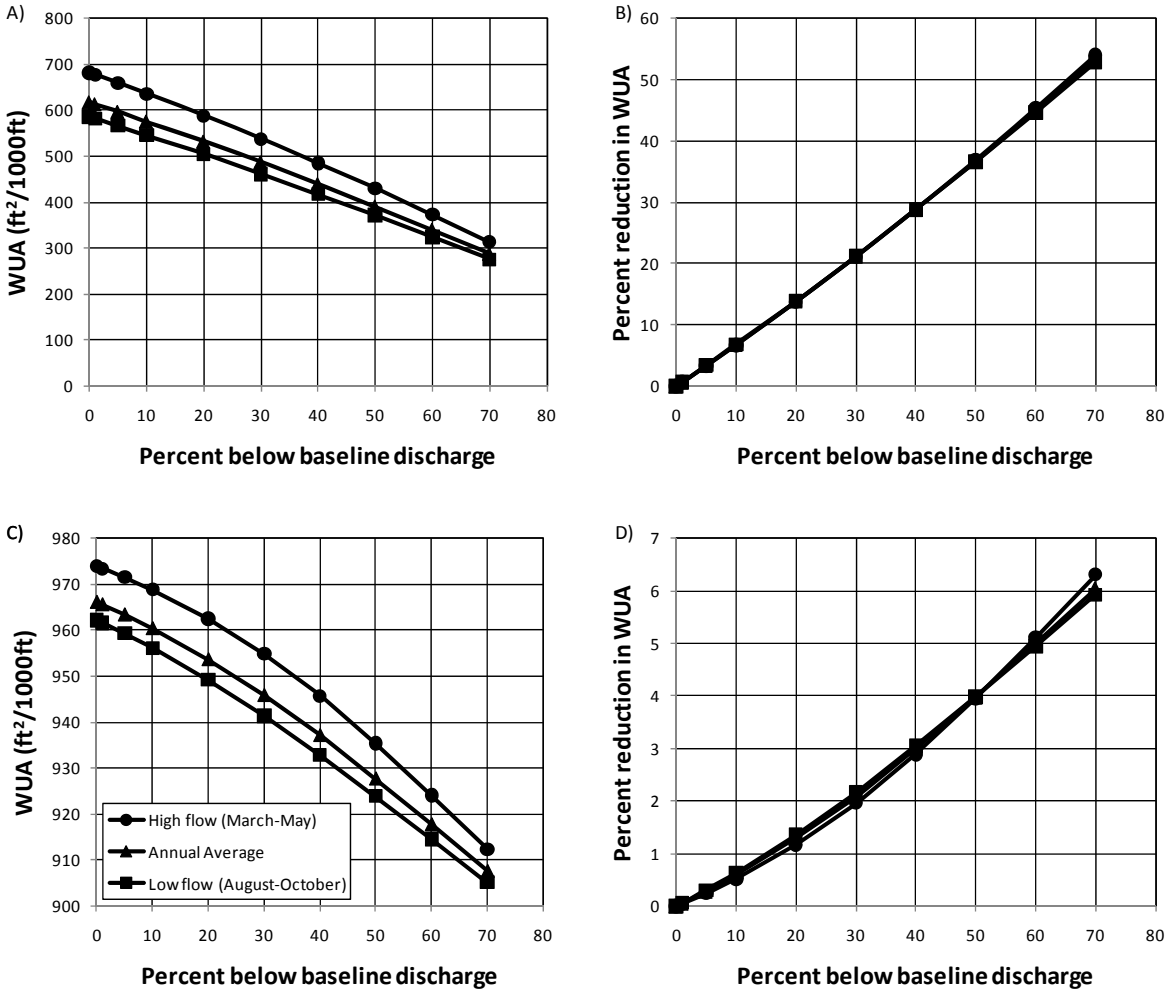 A)
WUA (ft²/1000ft)
800
700
600
500
400
300
200
100
0
0 10 20 30 40 50 60 70 80
Percent below baseline discharge
B)
Percent reduction in WUA
60
50
40
30
20
10
0
0 10 20 30 40 50 60 70 80
Percent below baseline discharge
C)
WUA (ft²/1000ft)
980
970
960
950
940
930
920
910
900
High flow (March-May)
Annual Average
Low flow (August-October)
0 10 20 30 40 50 60 70 80
Percent below baseline discharge
D)
Percent reduction in WUA
7
6
5
4
3
2
1
0
0 10 20 30 40 50 60 70 80
Percent below baseline discharge